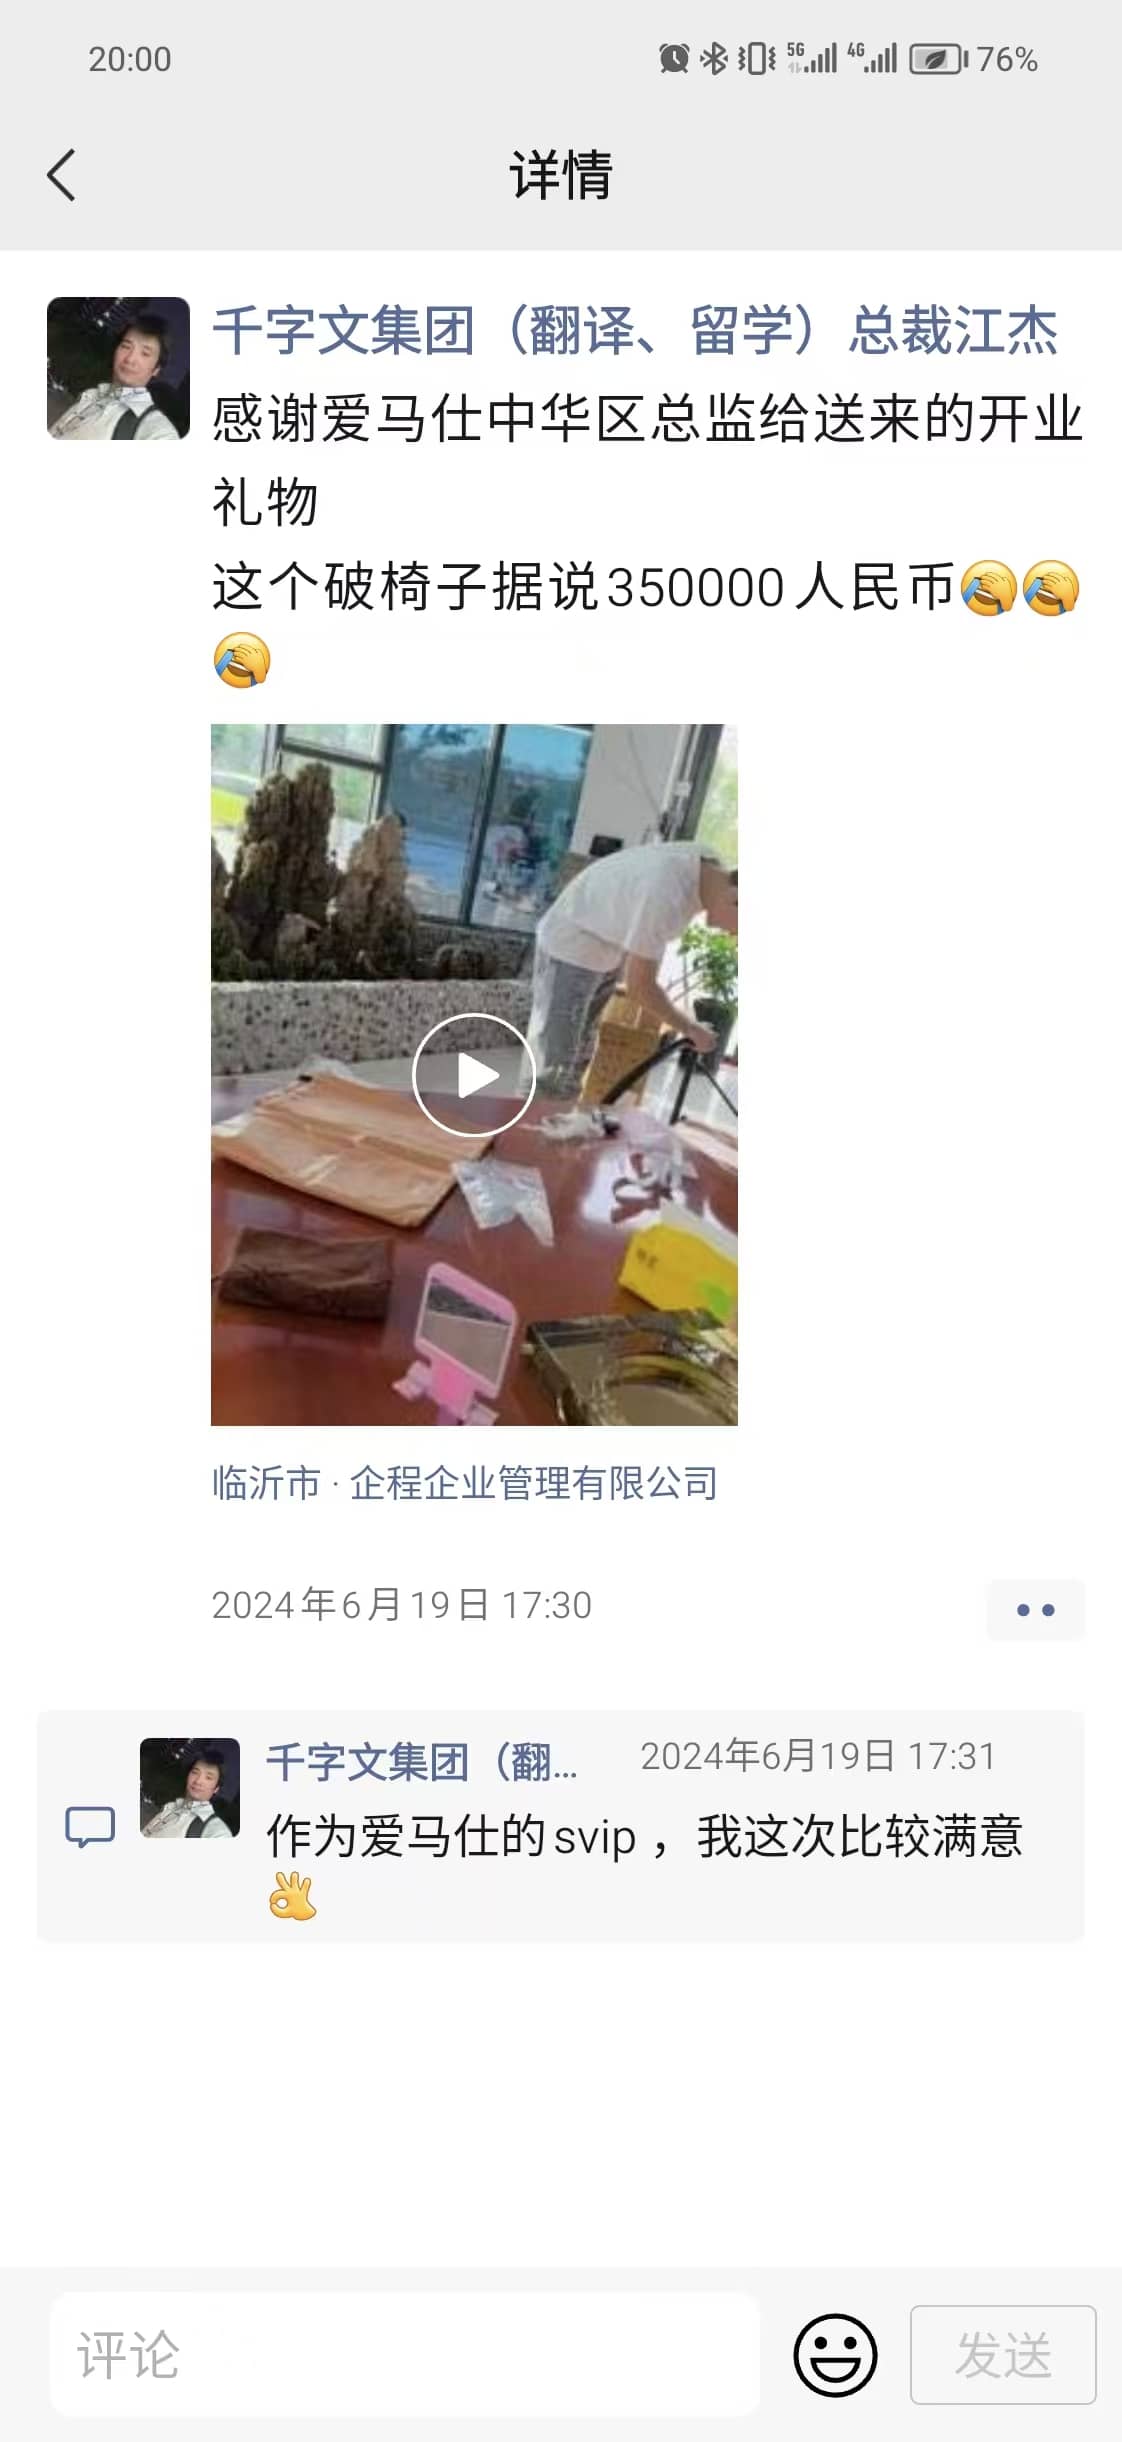 20:00
5G
4G
76%
详情
千字文集团（翻译、留学）总裁江杰
感谢爱马仕中华区总监给送来的开业
礼物
这个破椅子据说350000人民币🤣🤣
🤣
临沂市 · 企程企业管理有限公司
2024年6月19日 17:30
千字文集团（翻... 2024年6月19日 17:31
作为爱马仕的svip，我这次比较满意
👌
评论
发送